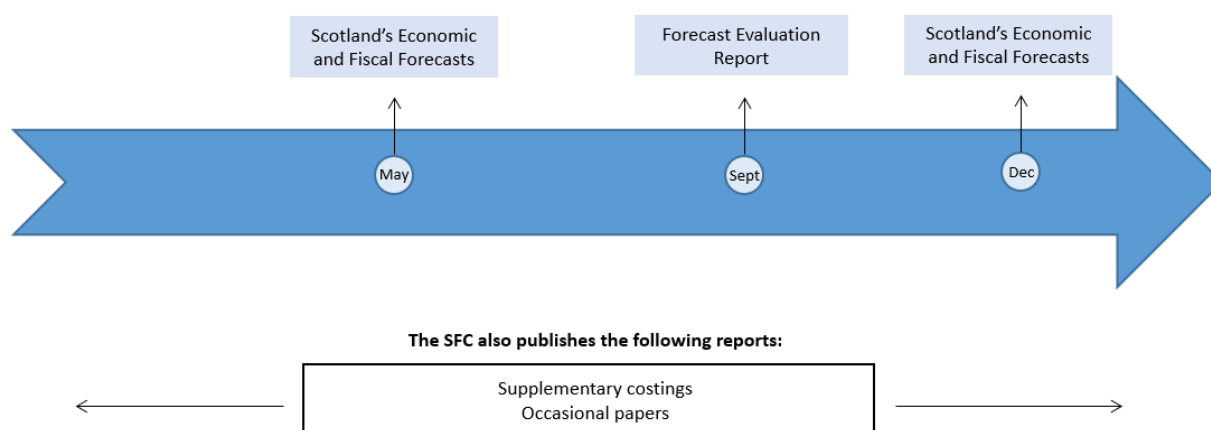 Scotland’s Economic
and Fiscal Forecasts
Forecast Evaluation
Report
Scotland’s Economic
and Fiscal Forecasts
May
Sept
Dec
The SFC also publishes the following reports:
Supplementary costings
Occasional papers